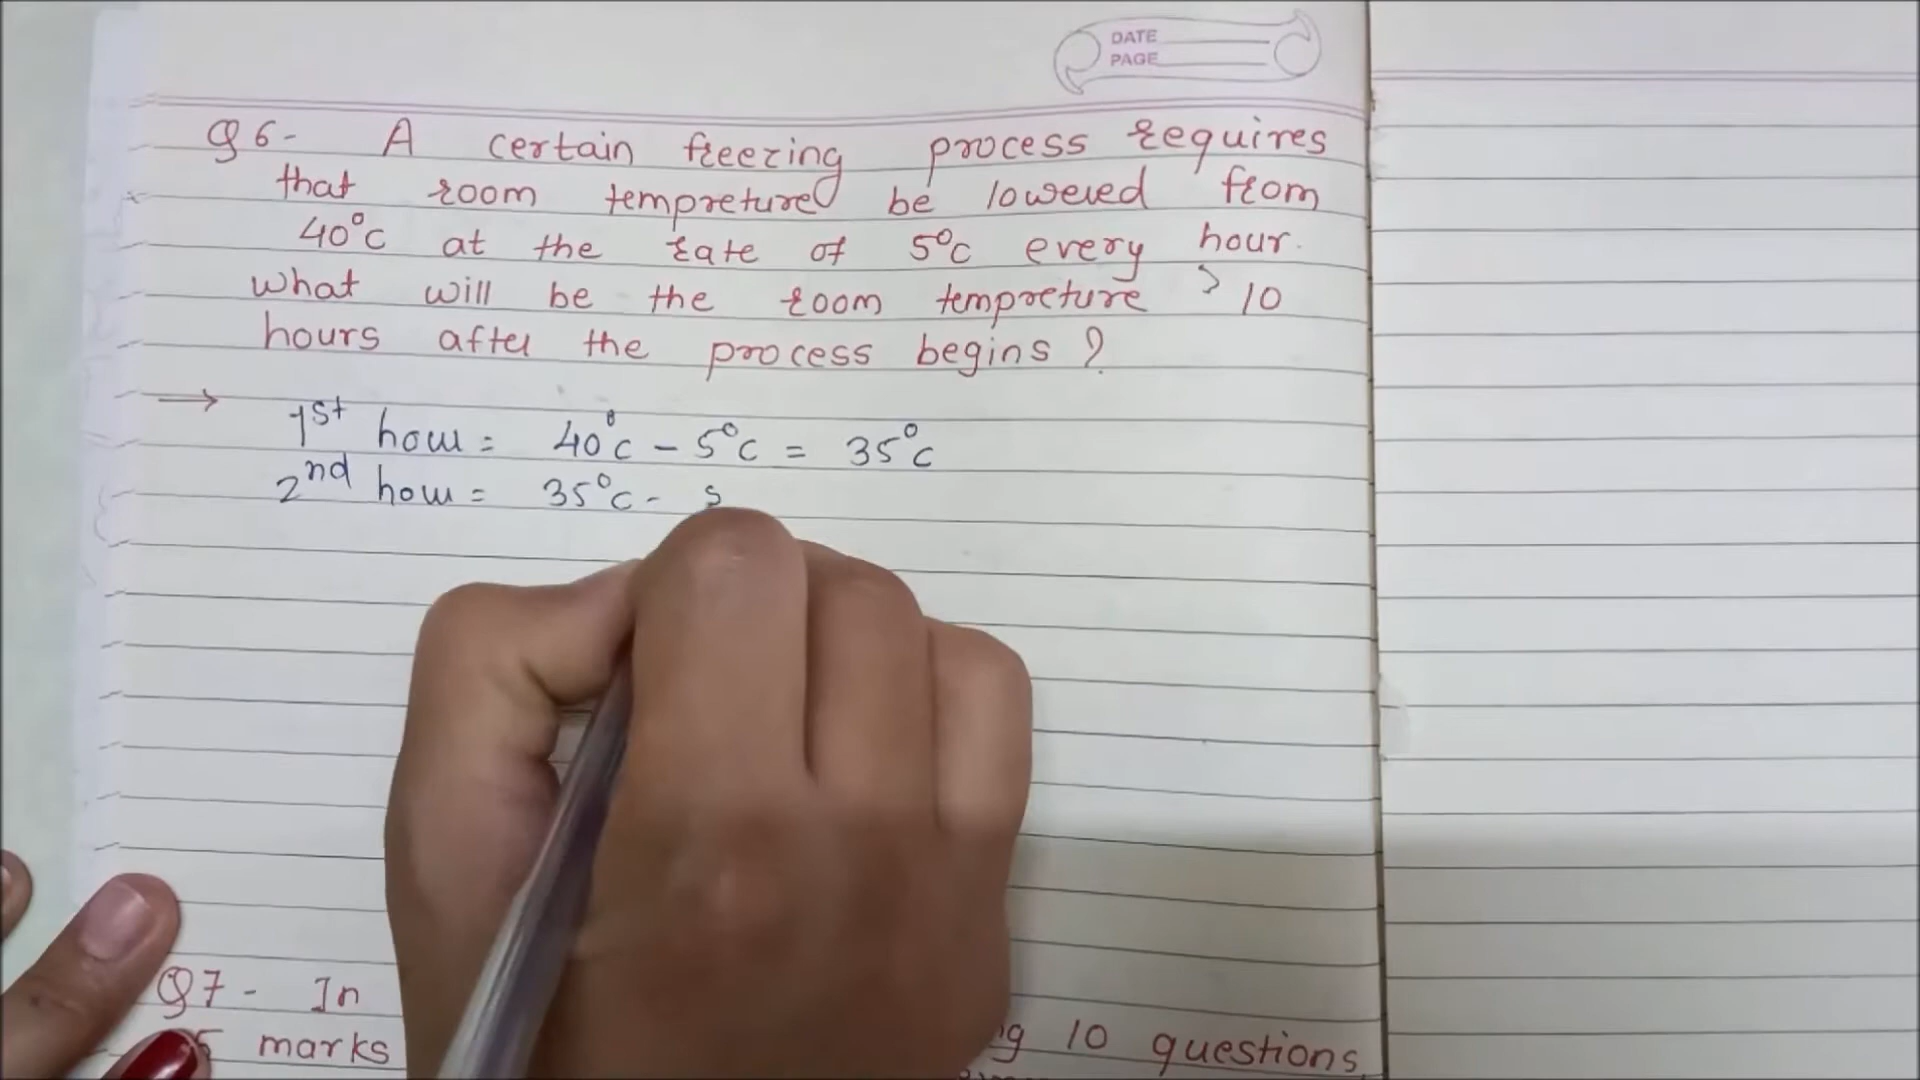 DATE
PAGE
Q6- A certain freezing process requires
that room tempreture be lowered from
40°c at the rate of 5°c every hour.
what will be the room tempreture 10
hours after the process begins ?
→ 1st hour = 40°c - 5°c = 35°c
2nd hour = 35°c - 5
Q7- In
marks
10 questions,